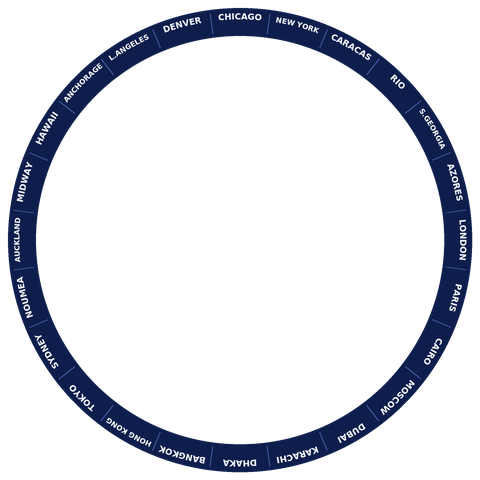 CHICAGO
NEW YORK
CARACAS
RIO
S.GEORGIA
AZORES
LONDON
PARIS
CAIRO
MOSCOW
DUBAI
KARACHI
DHAKA
BANGKOK
HONG KONG
TOKYO
SYDNEY
NOUMEA
AUCKLAND
MIDWAY
HAWAII
ANCHORAGE
L.ANGELES
DENVER